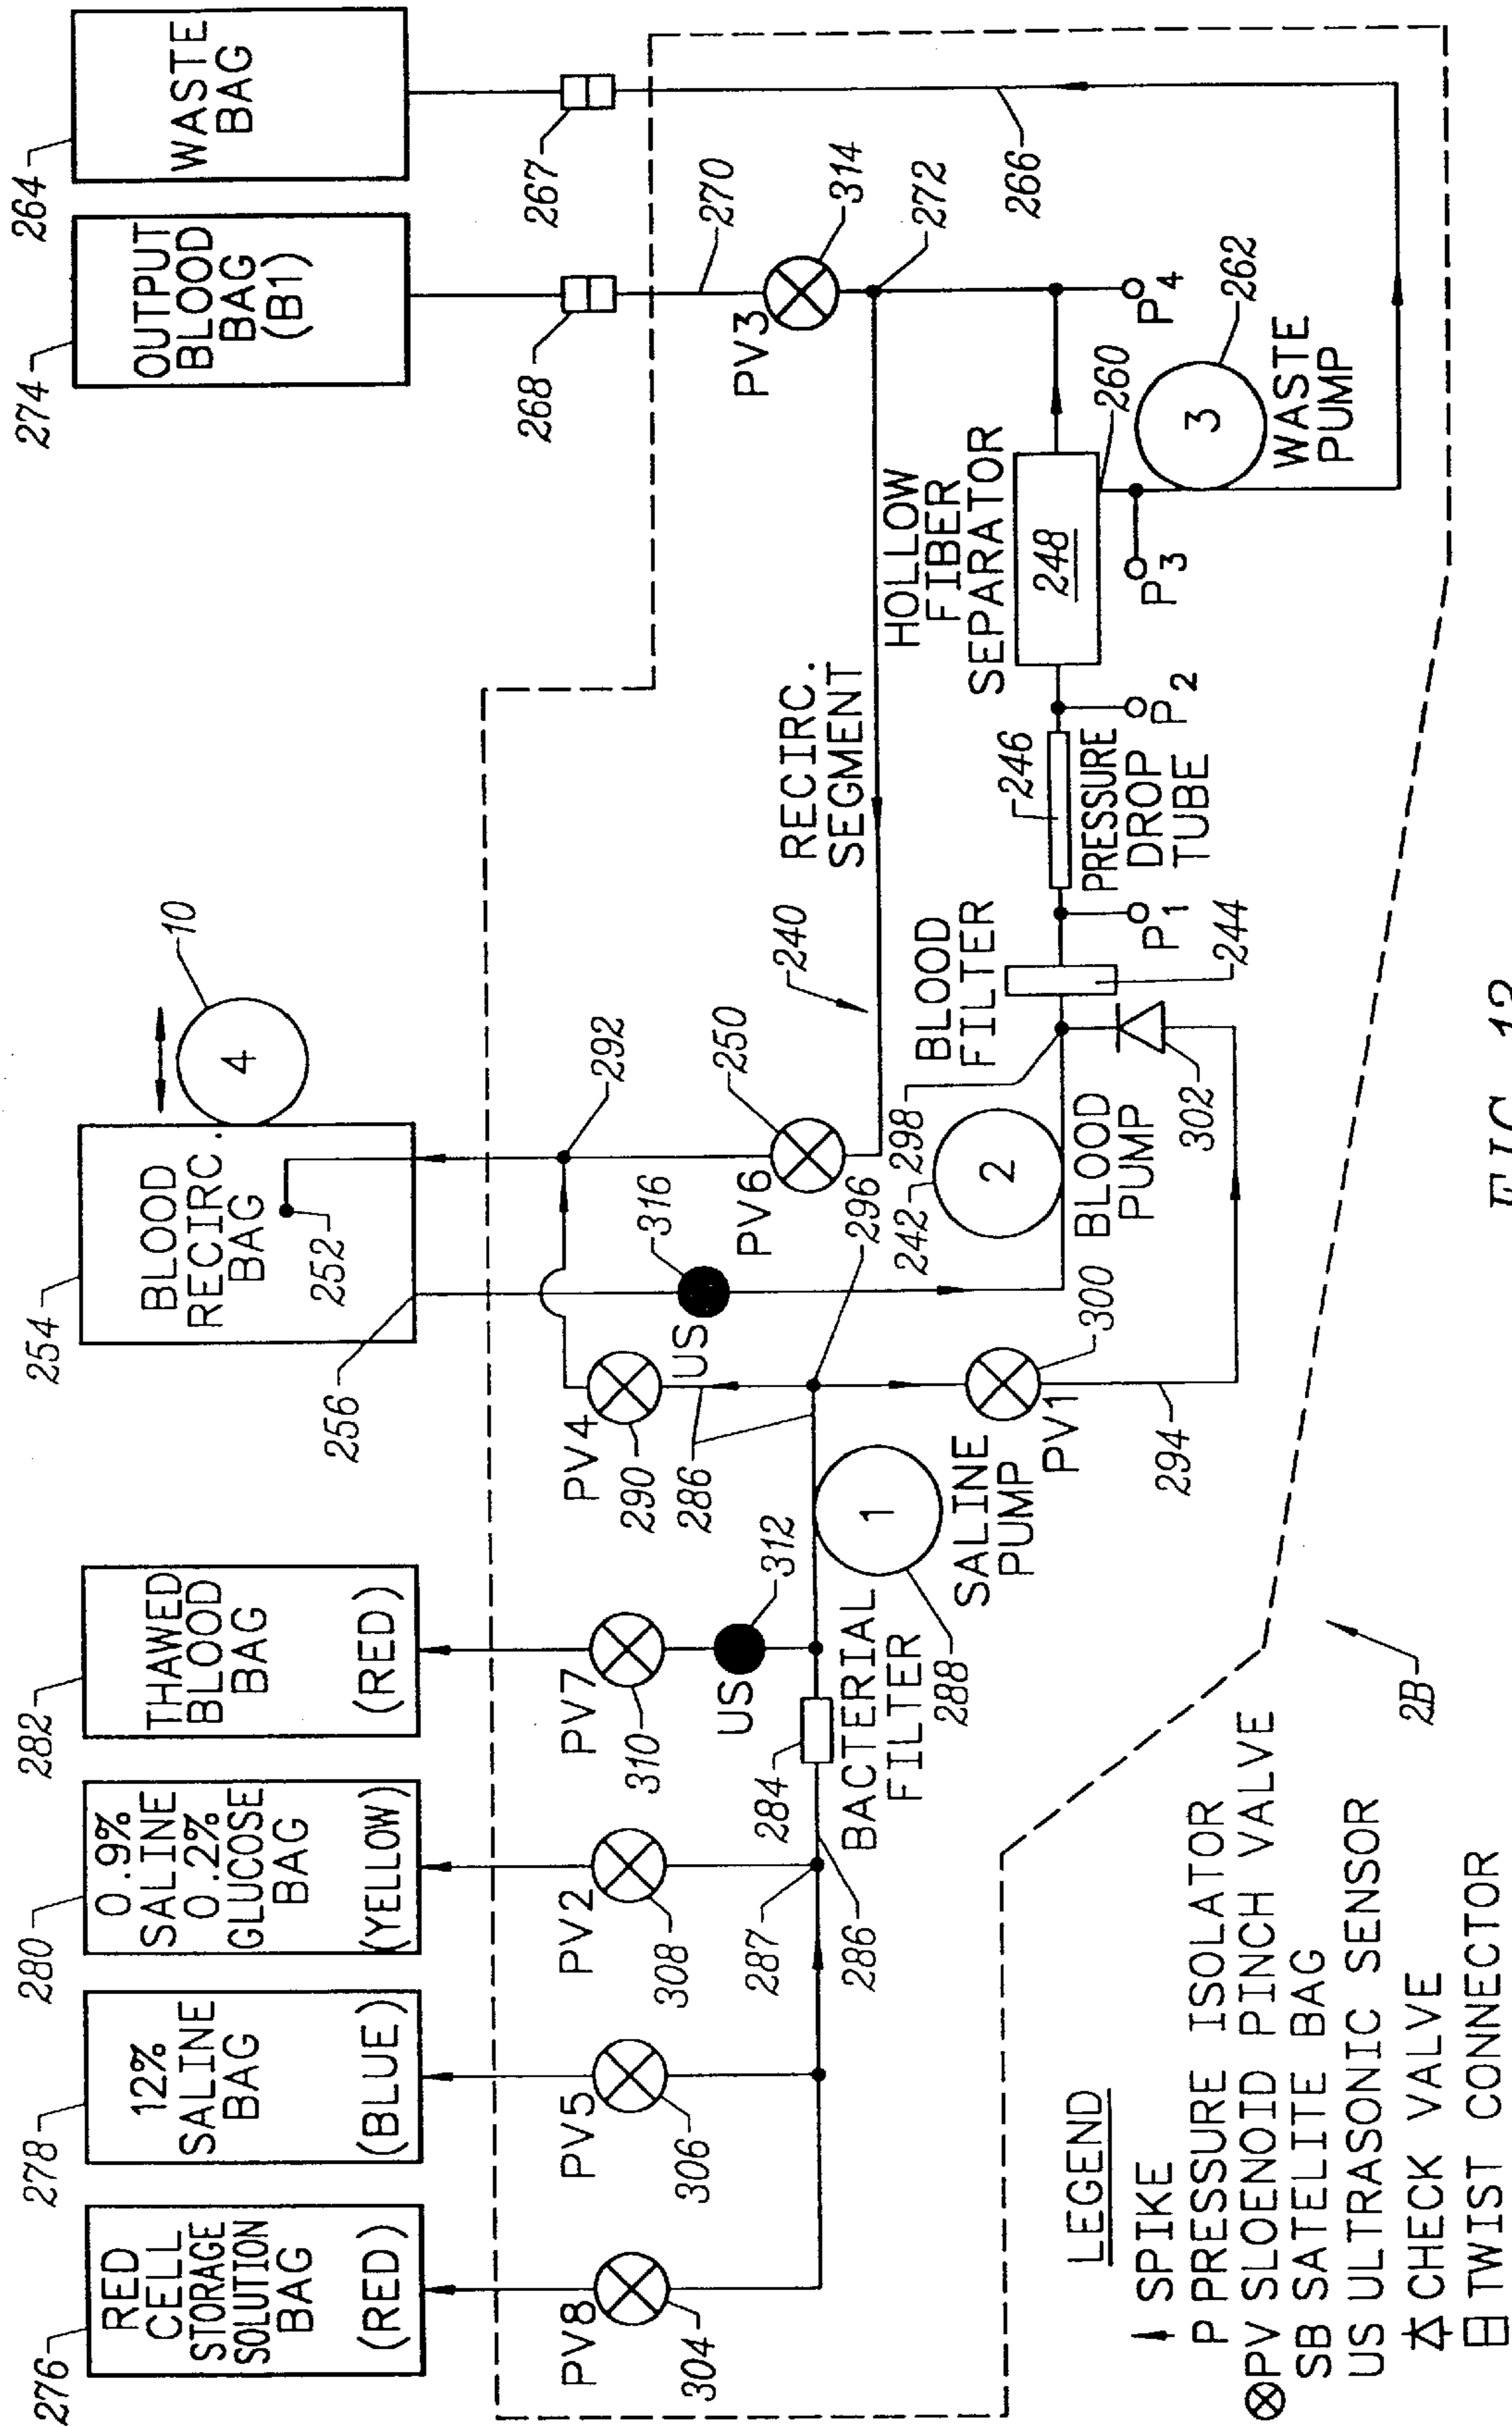 276
RED
CELL
STORAGE
SOLUTION
BAG
(RED)
278
12%
SALINE
BAG
(BLUE)
280
0.9%
SALINE
0.2%
GLUCOSE
BAG
(YELLOW)
282
THAWED
BLOOD
BAG
(RED)
254
BLOOD
RECIRC.
BAG
252
4
10
274
OUTPUT
BLOOD
BAG
(B1)
264
WASTE
BAG
256
268
267
PV8
304
PV5
306
PV2
308
PV7
310
US
312
PV4
290
286
US
316
292
PV6
250
296
240
RECIRC.
SEGMENT
PV3
314
270
272
266
287
286
284
BACTERIAL
FILTER
288
1
SALINE
PUMP
PV1
300
294
242
2
BLOOD
PUMP
298
302
BLOOD
FILTER
244
P1
246
PRESSURE
DROP
TUBE
P2
HOLLOW
FIBER
SEPARATOR
248
P3
260
P4
3
262
WASTE
PUMP
2B
LEGEND
SPIKE
P PRESSURE ISOLATOR
PV SLOENOID PINCH VALVE
SB SATELITE BAG
US ULTRASONIC SENSOR
CHECK VALVE
TWIST CONNECTOR